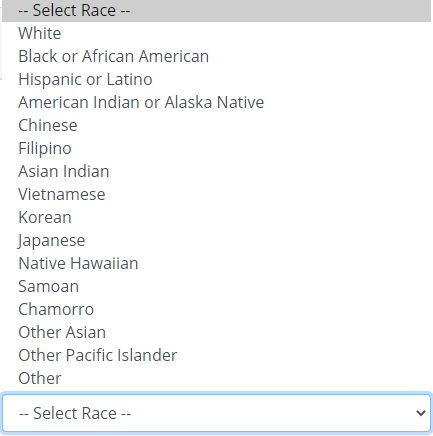 -- Select Race --
White
Black or African American
Hispanic or Latino
American Indian or Alaska Native
Chinese
Filipino
Asian Indian
Vietnamese
Korean
Japanese
Native Hawaiian
Samoan
Chamorro
Other Asian
Other Pacific Islander
Other
-- Select Race --